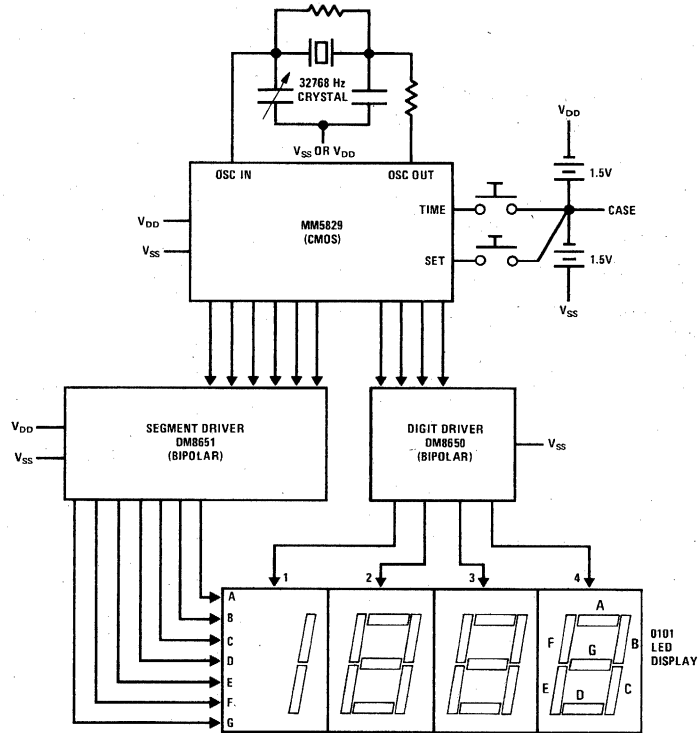 32768 Hz
CRYSTAL
VSS OR VDD
OSC IN
OSC OUT
MM5829
(CMOS)
VDD
VSS
TIME
SET
VDD
1.5V
CASE
1.5V
VSS
SEGMENT DRIVER
DM8651
(BIPOLAR)
VDD
VSS
DIGIT DRIVER
DM8650
(BIPOLAR)
VSS
1
2
3
4
A
B
C
D
E
F
G
A
F
B
G
E
C
D
0101
LED
DISPLAY